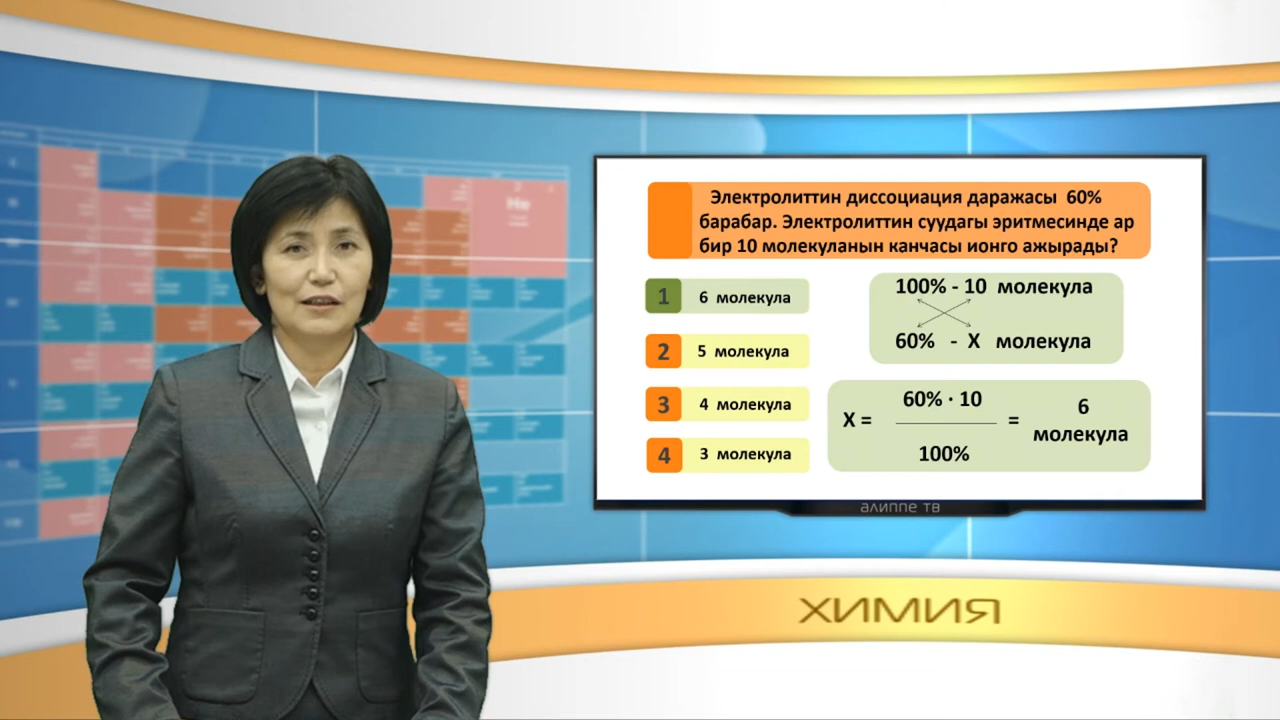 Электролиттин диссоциация даражасы 60%
барабар. Электролиттин суудагы эритмесинде ар
бир 10 молекуланын канчасы ионго ажырады?
1 6 молекула
2 5 молекула
3 4 молекула
4 3 молекула
100% - 10 молекула
60% - X молекула
X = 60% · 10 = 6
100% молекула
алиппе тв
ХИМИЯ
He